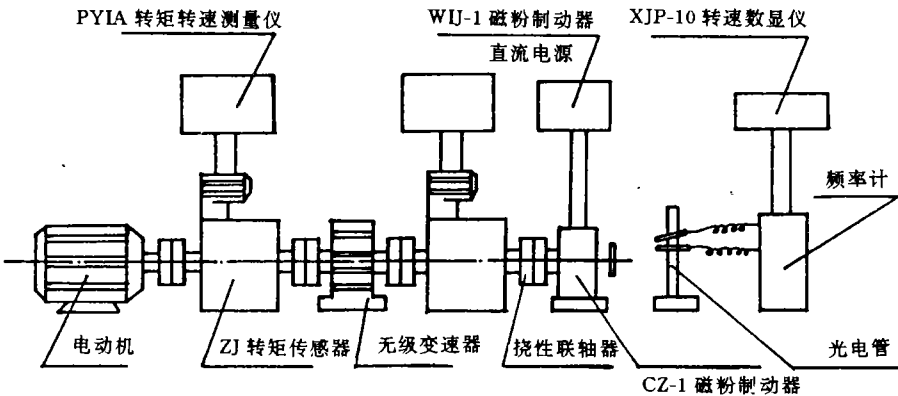 PYIA 转矩转速测量仪
WIJ-1 磁粉制动器
直流电源
XJP-10 转速数显仪
频率计
电动机
ZJ 转矩传感器
无级变速器
挠性联轴器
光电管
CZ-1 磁粉制动器